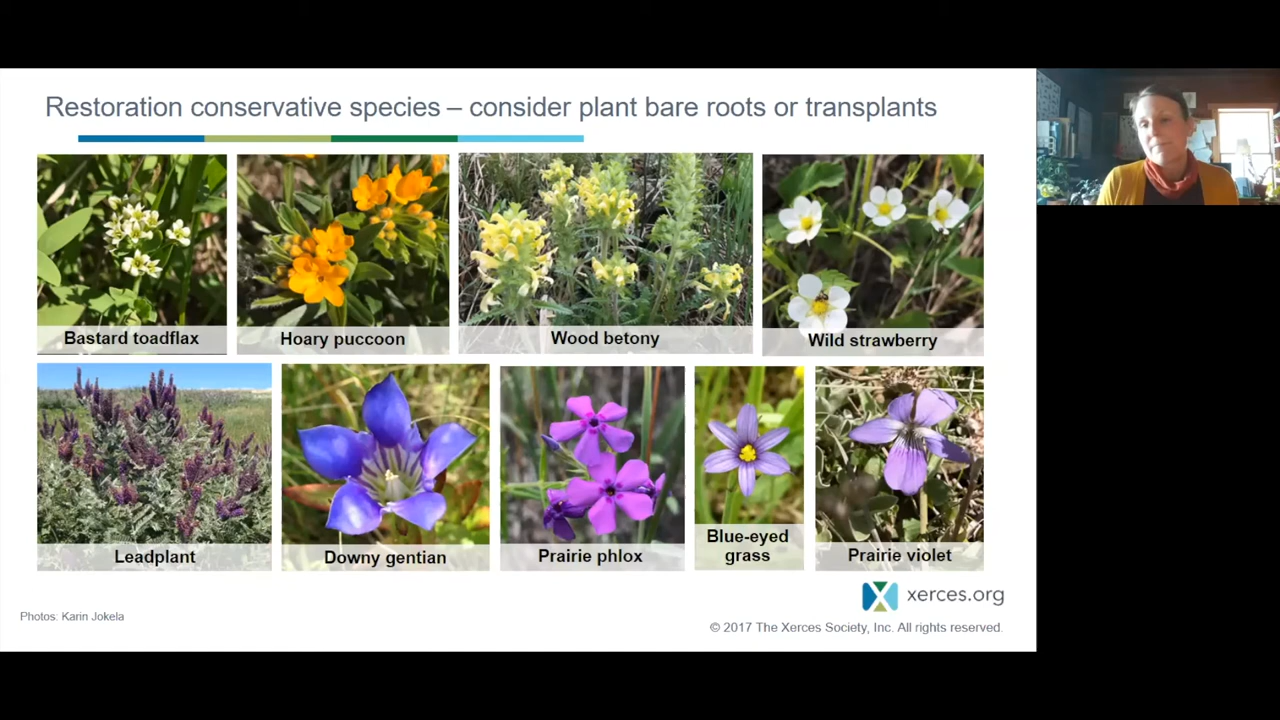 Restoration conservative species – consider plant bare roots or transplants
Bastard toadflax
Hoary puccoon
Wood betony
Wild strawberry
Leadplant
Downy gentian
Prairie phlox
Blue-eyed
grass
Prairie violet
xerces.org
Photos: Karin Jokela
© 2017 The Xerces Society, Inc. All rights reserved.